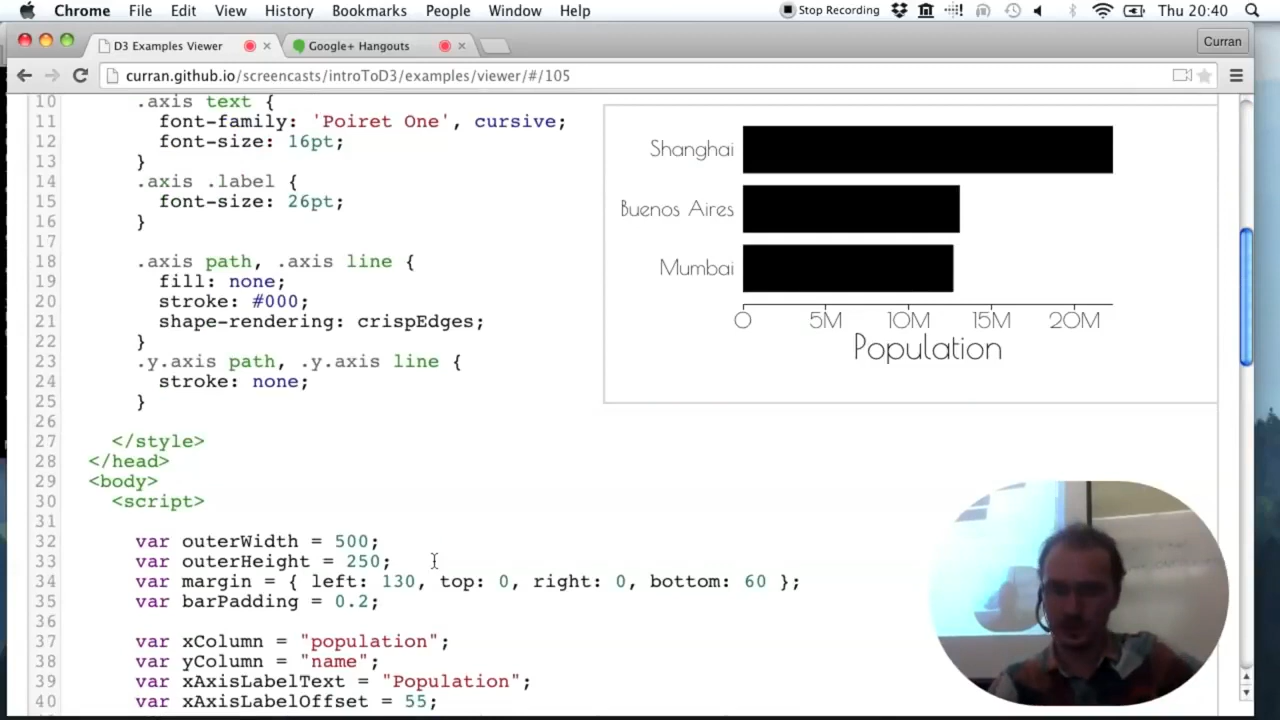 Chrome File Edit View History Bookmarks People Window Help Stop Recording Thu 20:40
D3 Examples Viewer × Google+ Hangouts × Curran
curran.github.io/screencasts/introToD3/examples/viewer/#/105
10 .axis text {
11 font-family: 'Poiret One', cursive;
12 font-size: 16pt;
13 }
14 .axis .label {
15 font-size: 26pt;
16 }
17
18 .axis path, .axis line {
19 fill: none;
20 stroke: #000;
21 shape-rendering: crispEdges;
22 }
23 .y.axis path, .y.axis line {
24 stroke: none;
25 }
26
27 </style>
28 </head>
29 <body>
30 <script>
31
32 var outerWidth = 500;
33 var outerHeight = 250;
34 var margin = { left: 130, top: 0, right: 0, bottom: 60 };
35 var barPadding = 0.2;
36
37 var xColumn = "population";
38 var yColumn = "name";
39 var xAxisLabelText = "Population";
40 var xAxisLabelOffset = 55;
Shanghai
Buenos Aires
Mumbai
0 5M 10M 15M 20M
Population